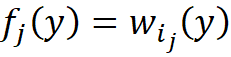 f_j(y) = w_{i_j}(y)